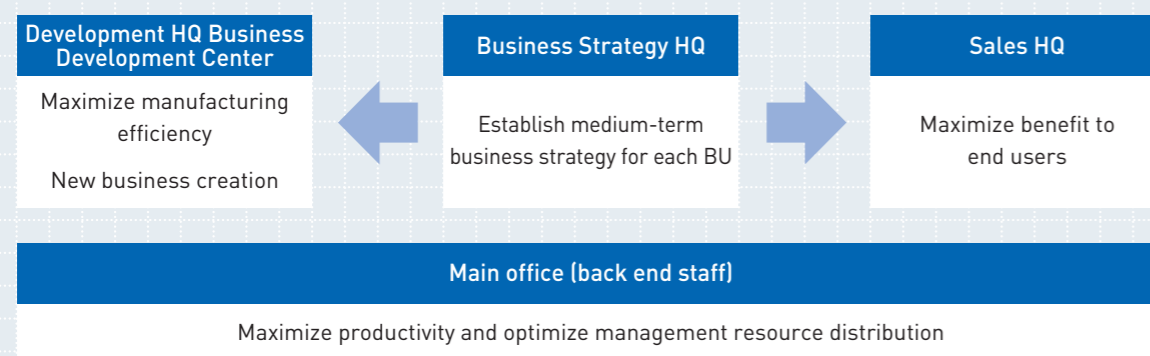 Development HQ Business
Development Center
Maximize manufacturing
efficiency
New business creation
Business Strategy HQ
Establish medium-term
business strategy for each BU
Sales HQ
Maximize benefit to
end users
Main office (back end staff)
Maximize productivity and optimize management resource distribution